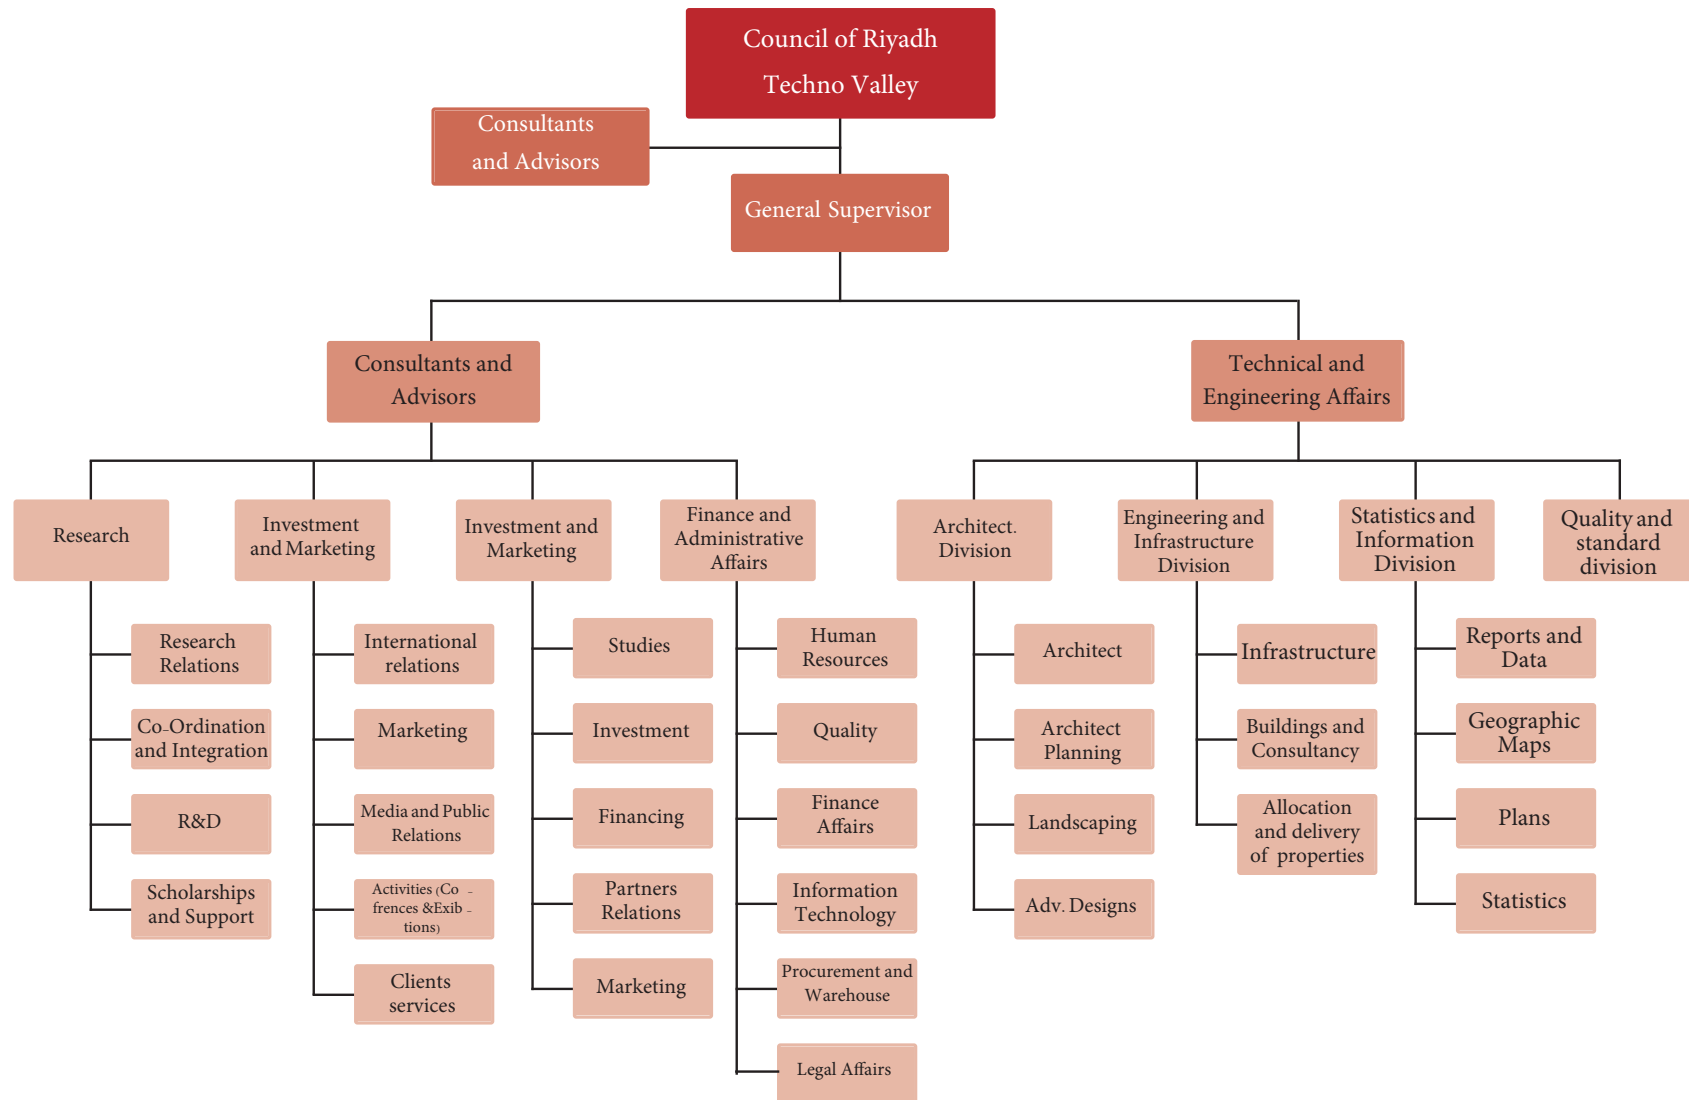 Council of Riyadh
Techno Valley
Consultants
and Advisors
General Supervisor
Consultants and
Advisors
Technical and
Engineering Affairs
Research
Investment
and Marketing
Investment and
Marketing
Finance and
Administrative
Affairs
Architect.
Division
Engineering and
Infrastructure
Division
Statistics and
Information
Division
Quality and
standard
division
Research
Relations
Co-Ordination
and Integration
R&D
Scholarships
and Support
International
relations
Marketing
Media and Public
Relations
Activities (Co -
frences &Exib -
tions)
Clients
services
Studies
Investment
Financing
Partners
Relations
Marketing
Human
Resources
Quality
Finance
Affairs
Information
Technology
Procurement and
Warehouse
Legal Affairs
Architect
Architect
Planning
Landscaping
Adv. Designs
Infrastructure
Buildings and
Consultancy
Allocation
and delivery
of properties
Reports and
Data
Geographic
Maps
Plans
Statistics